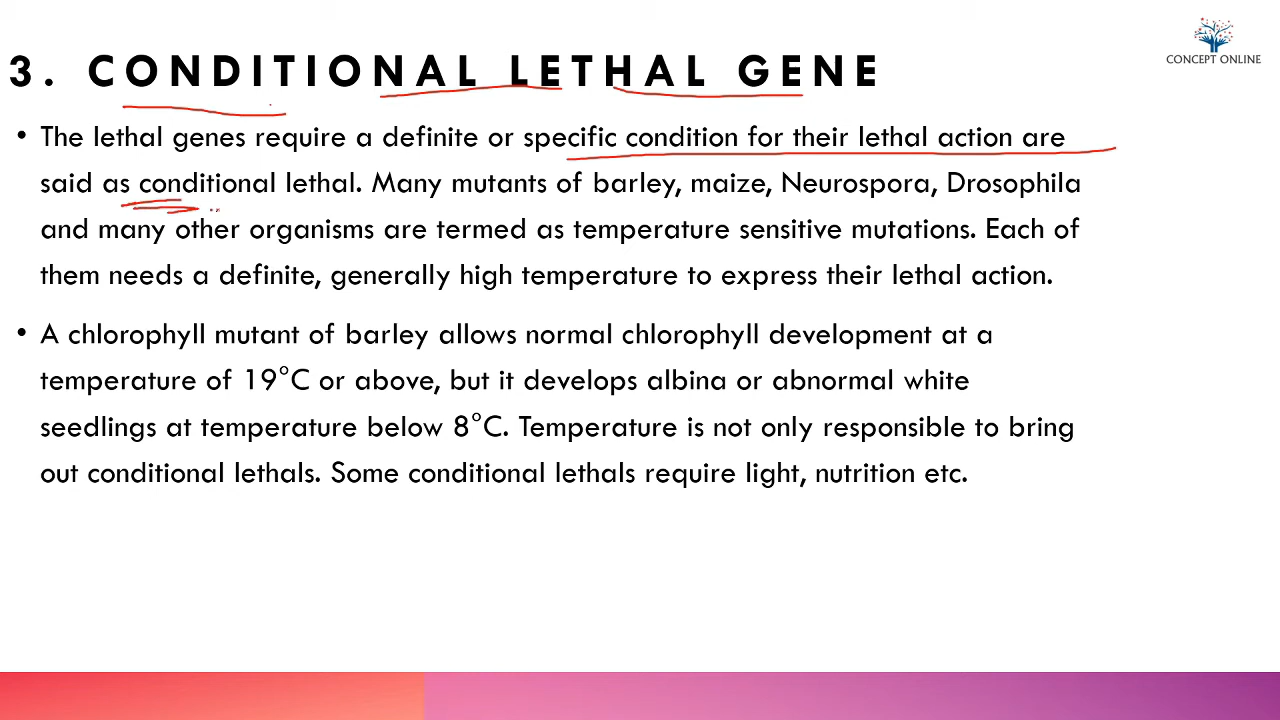 3. CONDITIONAL LETHAL GENE
CONCEPT ONLINE
• The lethal genes require a definite or specific condition for their lethal action are
said as conditional lethal. Many mutants of barley, maize, Neurospora, Drosophila
and many other organisms are termed as temperature sensitive mutations. Each of
them needs a definite, generally high temperature to express their lethal action.
• A chlorophyll mutant of barley allows normal chlorophyll development at a
temperature of 19°C or above, but it develops albina or abnormal white
seedlings at temperature below 8°C. Temperature is not only responsible to bring
out conditional lethals. Some conditional lethals require light, nutrition etc.